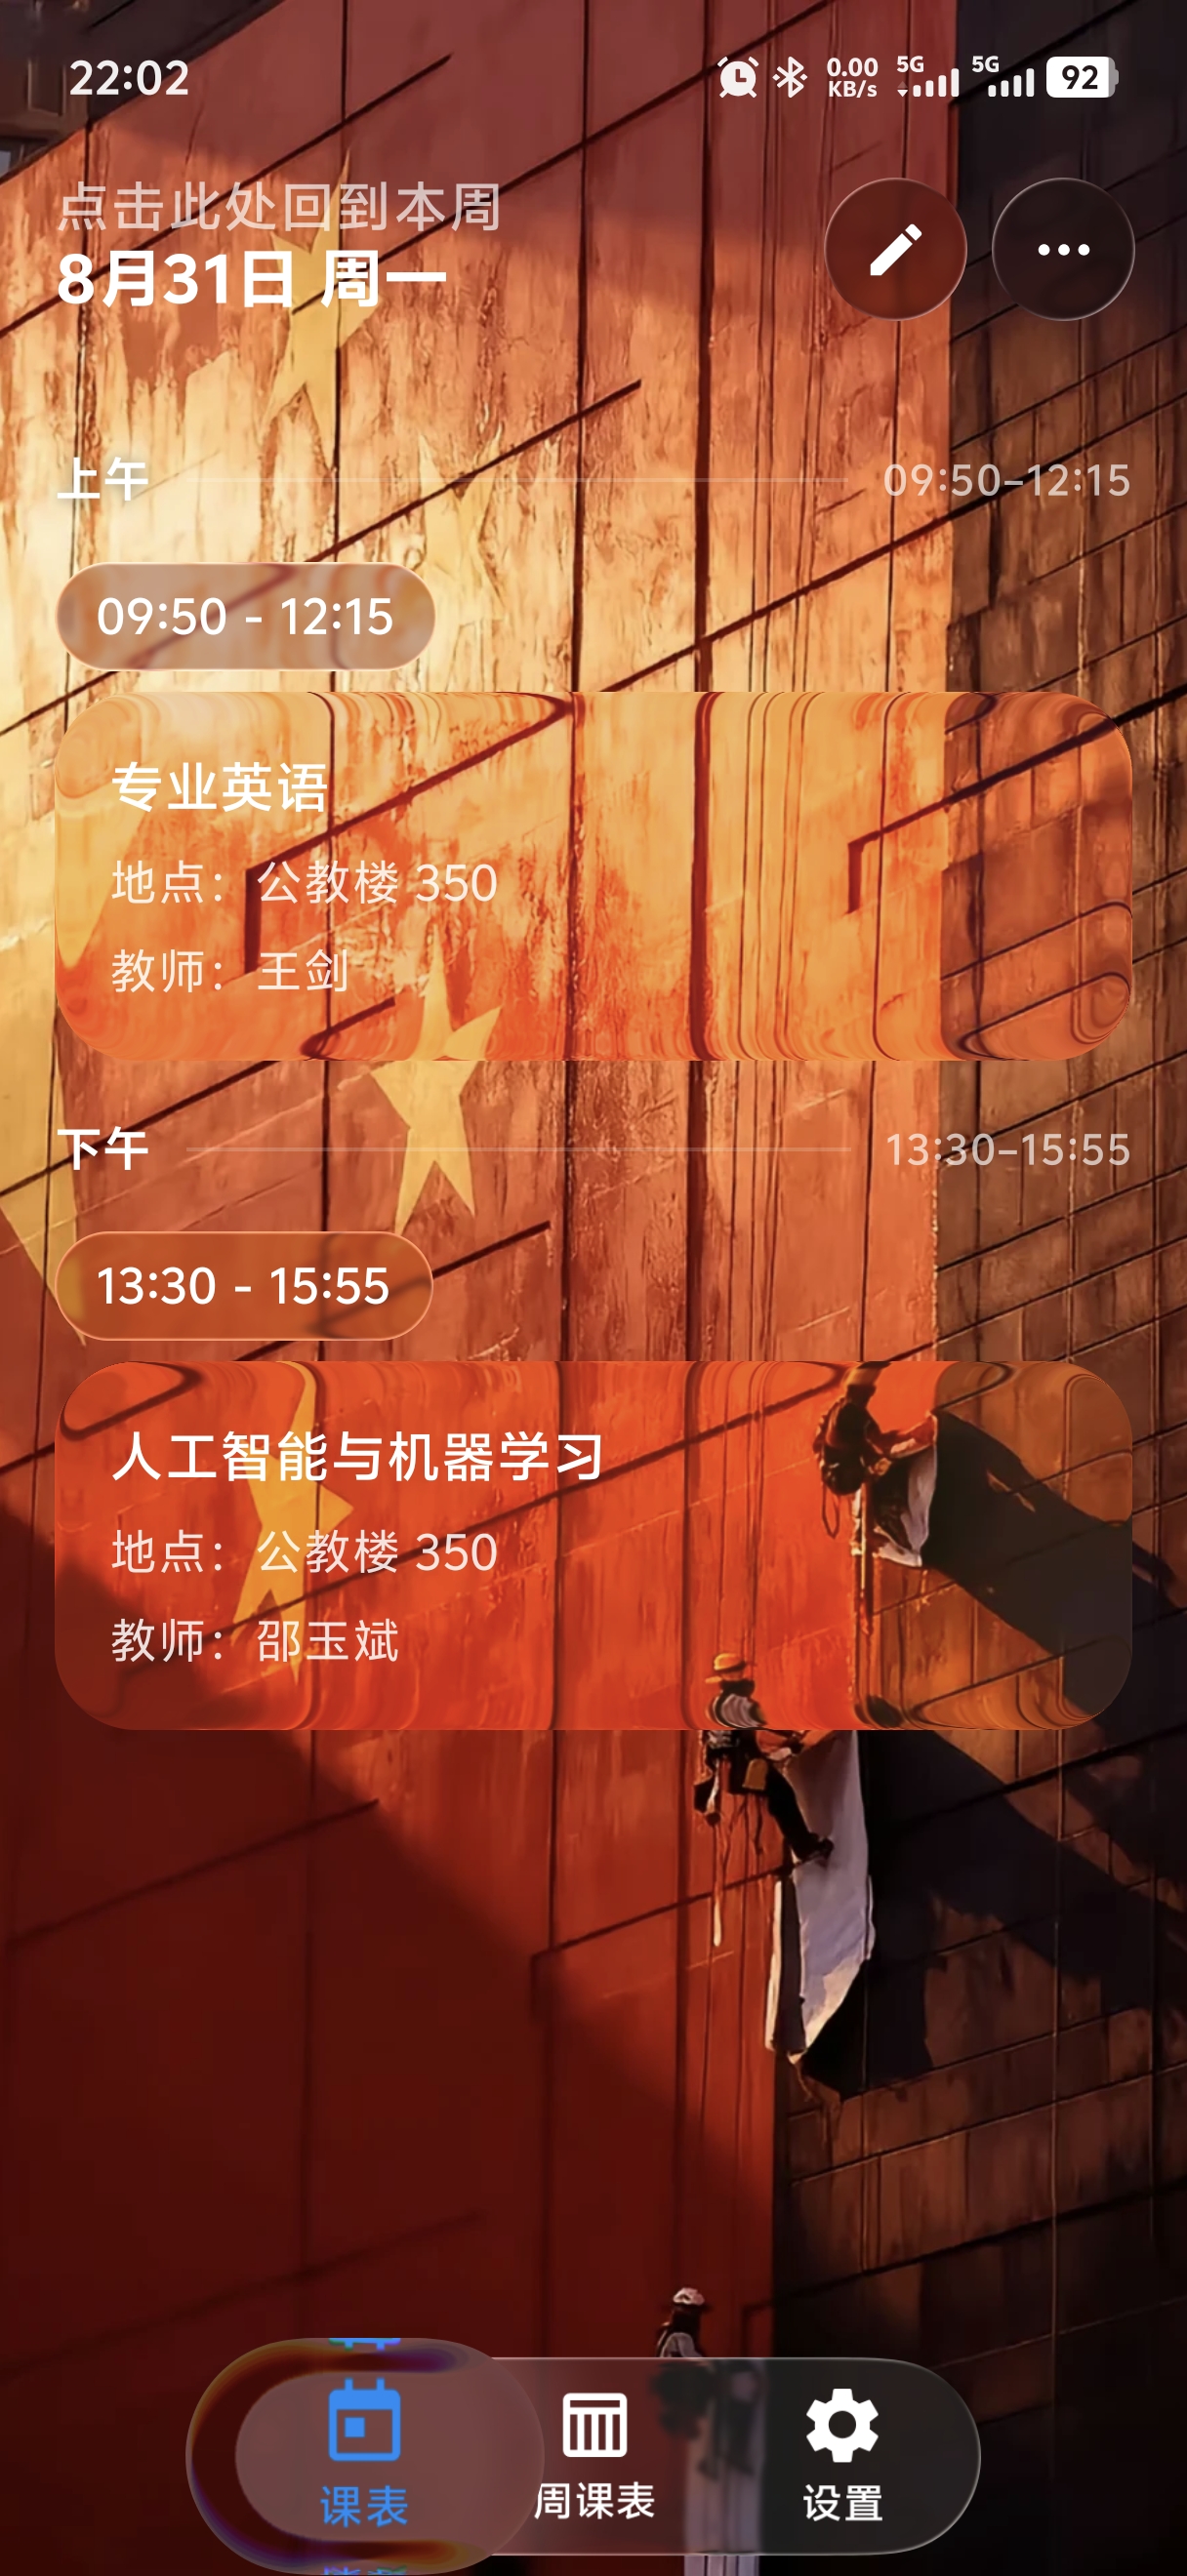 22:02
0.00
KB/s
5G
5G
92
点击此处回到本周
8月31日 周一
上午
09:50–12:15
09:50 - 12:15
专业英语
地点：公教楼 350
教师：王剑
下午
13:30–15:55
13:30 - 15:55
人工智能与机器学习
地点：公教楼 350
教师：邵玉斌
课表
周课表
设置